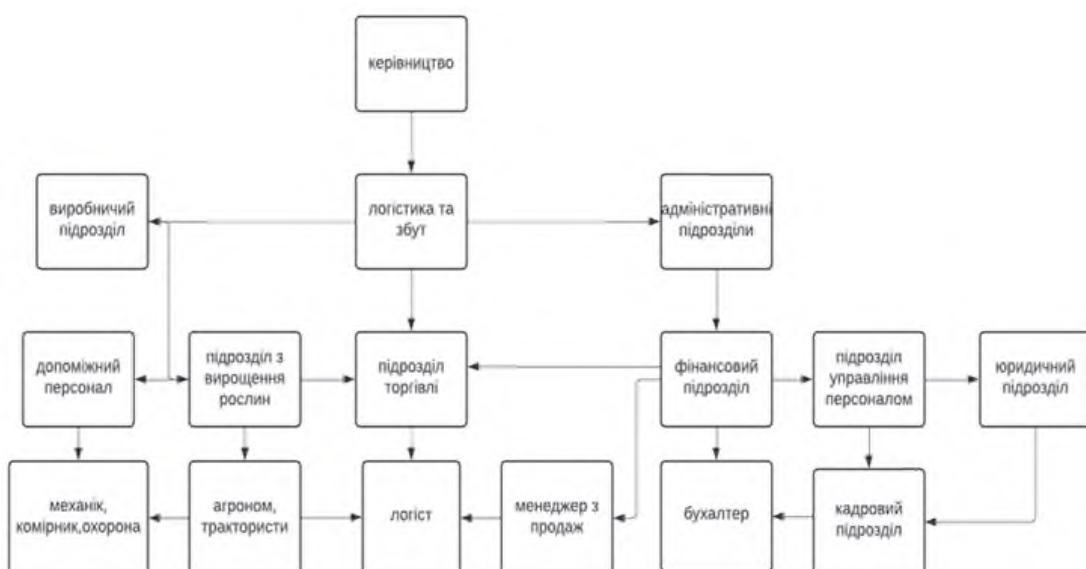 керівництво
виробничий
підрозділ
логістика та
збут
адміністративні
підрозділи
допоміжний
персонал
підрозділ з
вирощення
рослин
підрозділ
торгівлі
фінансовий
підрозділ
підрозділ
управління
персоналом
юридичний
підрозділ
механік,
комірник,охорона
агроном,
трактористи
логіст
менеджер з
продаж
бухалтер
кадровий
підрозділ